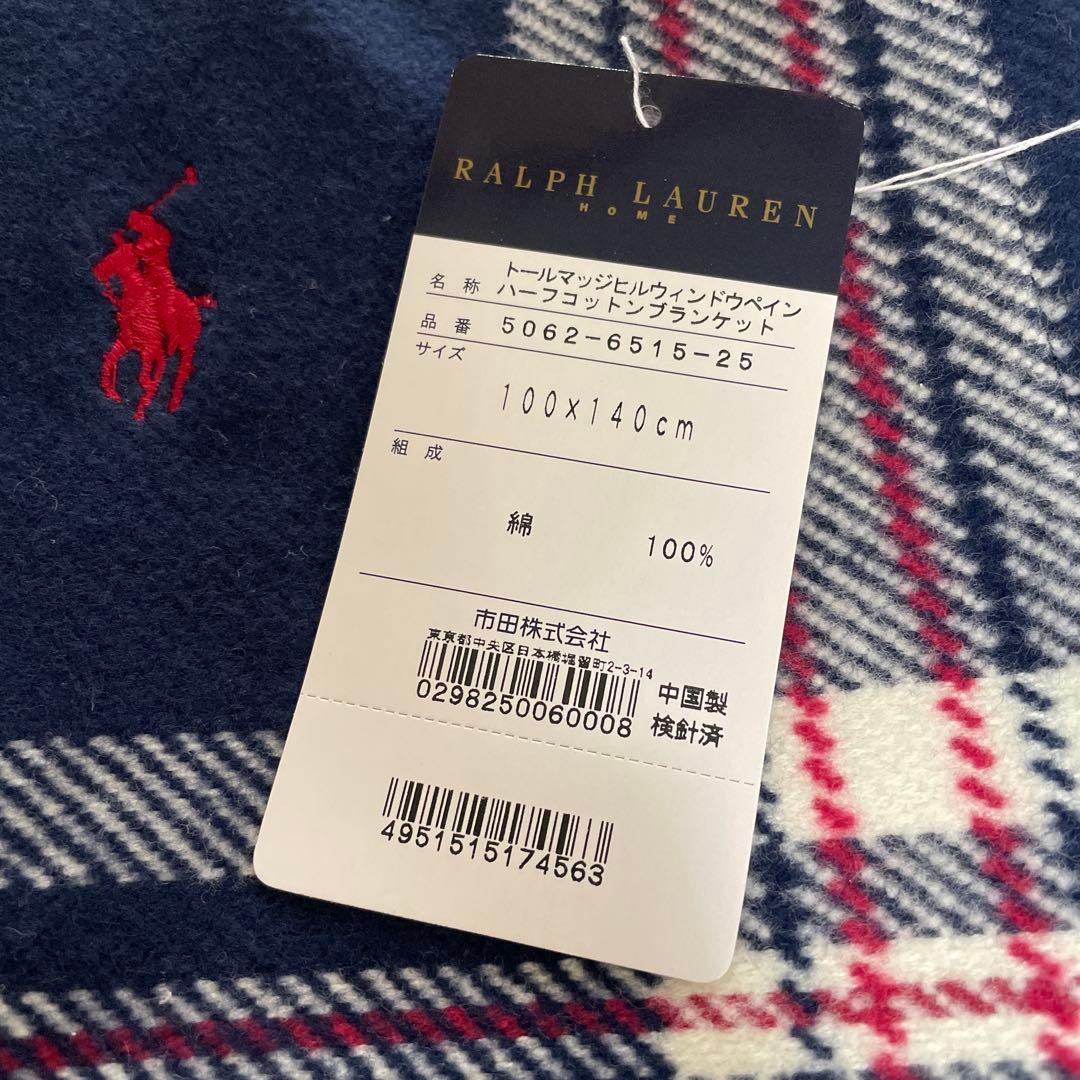 RALPH LAUREN
HOME
名 称 トールマッジヒルウィンドウペイン
ハーフコットンブランケット
品 番 5062-6515-25
サイズ
100×140cm
組 成
綿 100%
市田株式会社
東京都中央区日本橋堀留町2-3-14
0298250060008
中国製
検針済
4951515174563